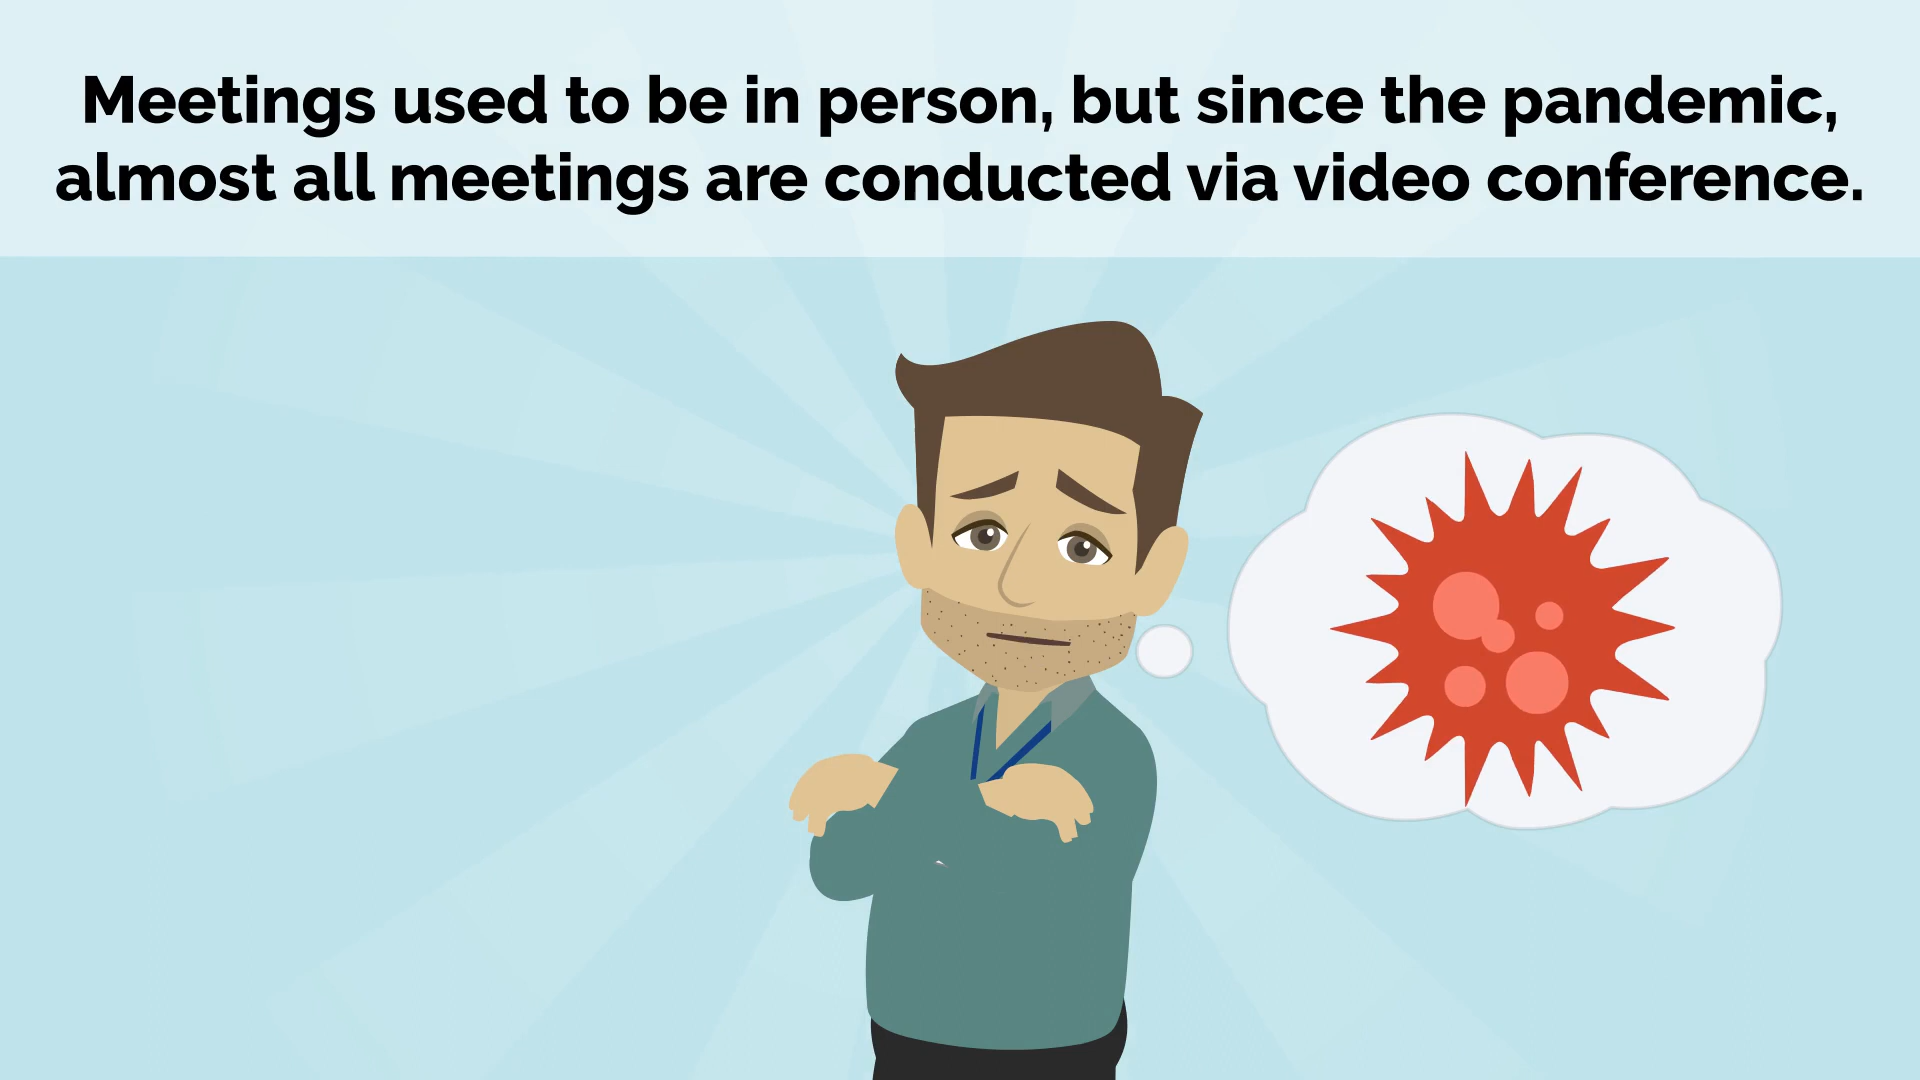 Meetings used to be in person, but since the pandemic,
almost all meetings are conducted via video conference.